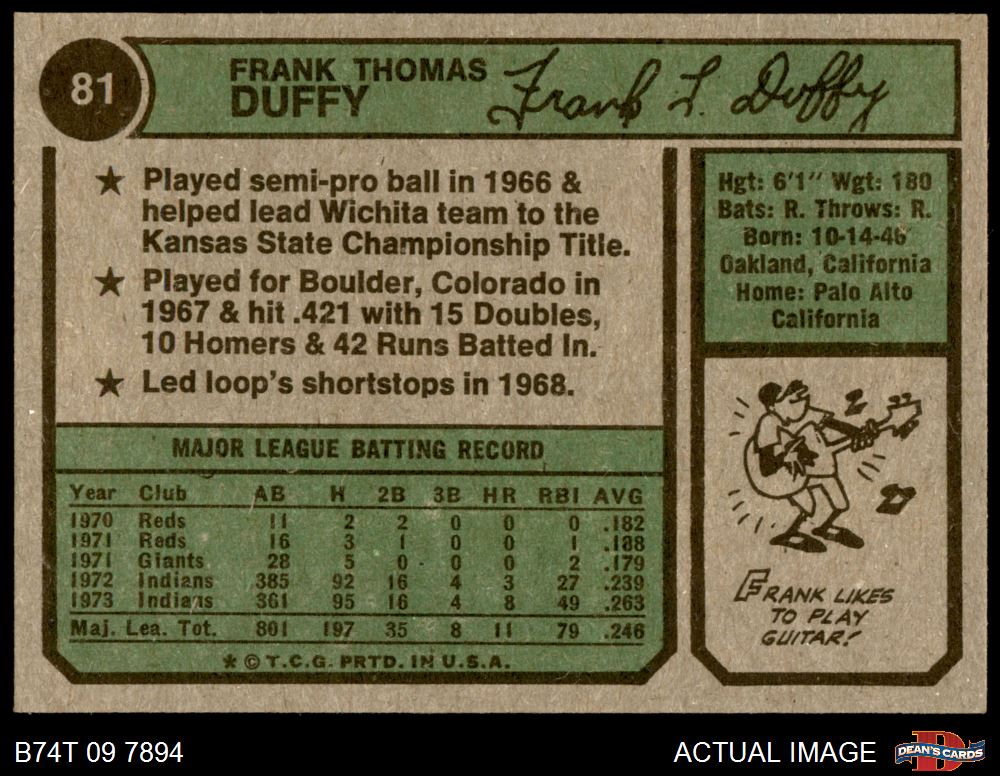 81
FRANK THOMAS
DUFFY
Frank T. Duffy
★ Played semi-pro ball in 1966 &
helped lead Wichita team to the
Kansas State Championship Title.
★ Played for Boulder, Colorado in
1967 & hit .421 with 15 Doubles,
10 Homers & 42 Runs Batted In.
★ Led loop's shortstops in 1968.
Hgt: 6'1" Wgt: 180
Bats: R. Throws: R.
Born: 10-14-46
Oakland, California
Home: Palo Alto
California
MAJOR LEAGUE BATTING RECORD
Year Club AB H 2B 3B HR RBI AVG
1970 Reds 11 2 2 0 0 0 .182
1971 Reds 16 3 1 0 0 1 .188
1971 Giants 28 5 0 0 0 2 .179
1972 Indians 385 92 16 4 3 27 .239
1973 Indians 361 95 16 4 8 49 .263
Maj. Lea. Tot. 801 197 35 8 11 79 .246
* © T.C.G. PRTD. IN U.S.A.
FRANK LIKES
TO PLAY
GUITAR!
B74T 09 7894
ACTUAL IMAGE
DEAN'S CARDS